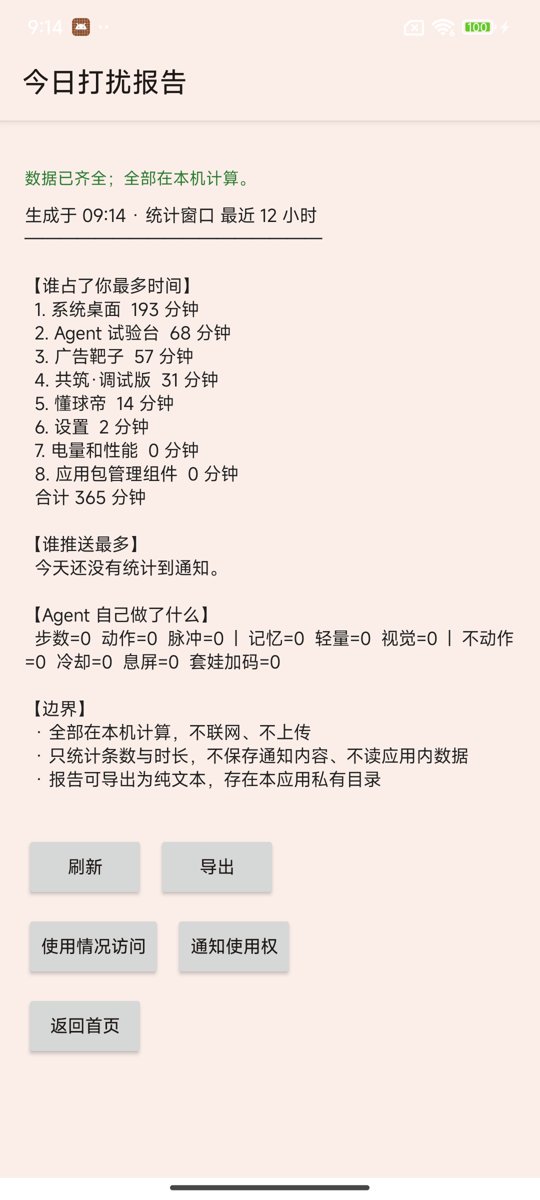 9:14
100
今日打扰报告
数据已齐全；全部在本机计算。
生成于 09:14 · 统计窗口 最近 12 小时
————————————————
【谁占了你最多时间】
1. 系统桌面 193 分钟
2. Agent 试验台 68 分钟
3. 广告靶子 57 分钟
4. 共筑·调试版 31 分钟
5. 懂球帝 14 分钟
6. 设置 2 分钟
7. 电量和性能 0 分钟
8. 应用包管理组件 0 分钟
合计 365 分钟
【谁推送最多】
今天还没有统计到通知。
【Agent 自己做了什么】
步数=0 动作=0 脉冲=0 | 记忆=0 轻量=0 视觉=0 | 不动作
=0 冷却=0 息屏=0 套娃加码=0
【边界】
· 全部在本机计算，不联网、不上传
· 只统计条数与时长，不保存通知内容、不读应用内数据
· 报告可导出为纯文本，存在本应用私有目录
刷新 导出
使用情况访问 通知使用权
返回首页